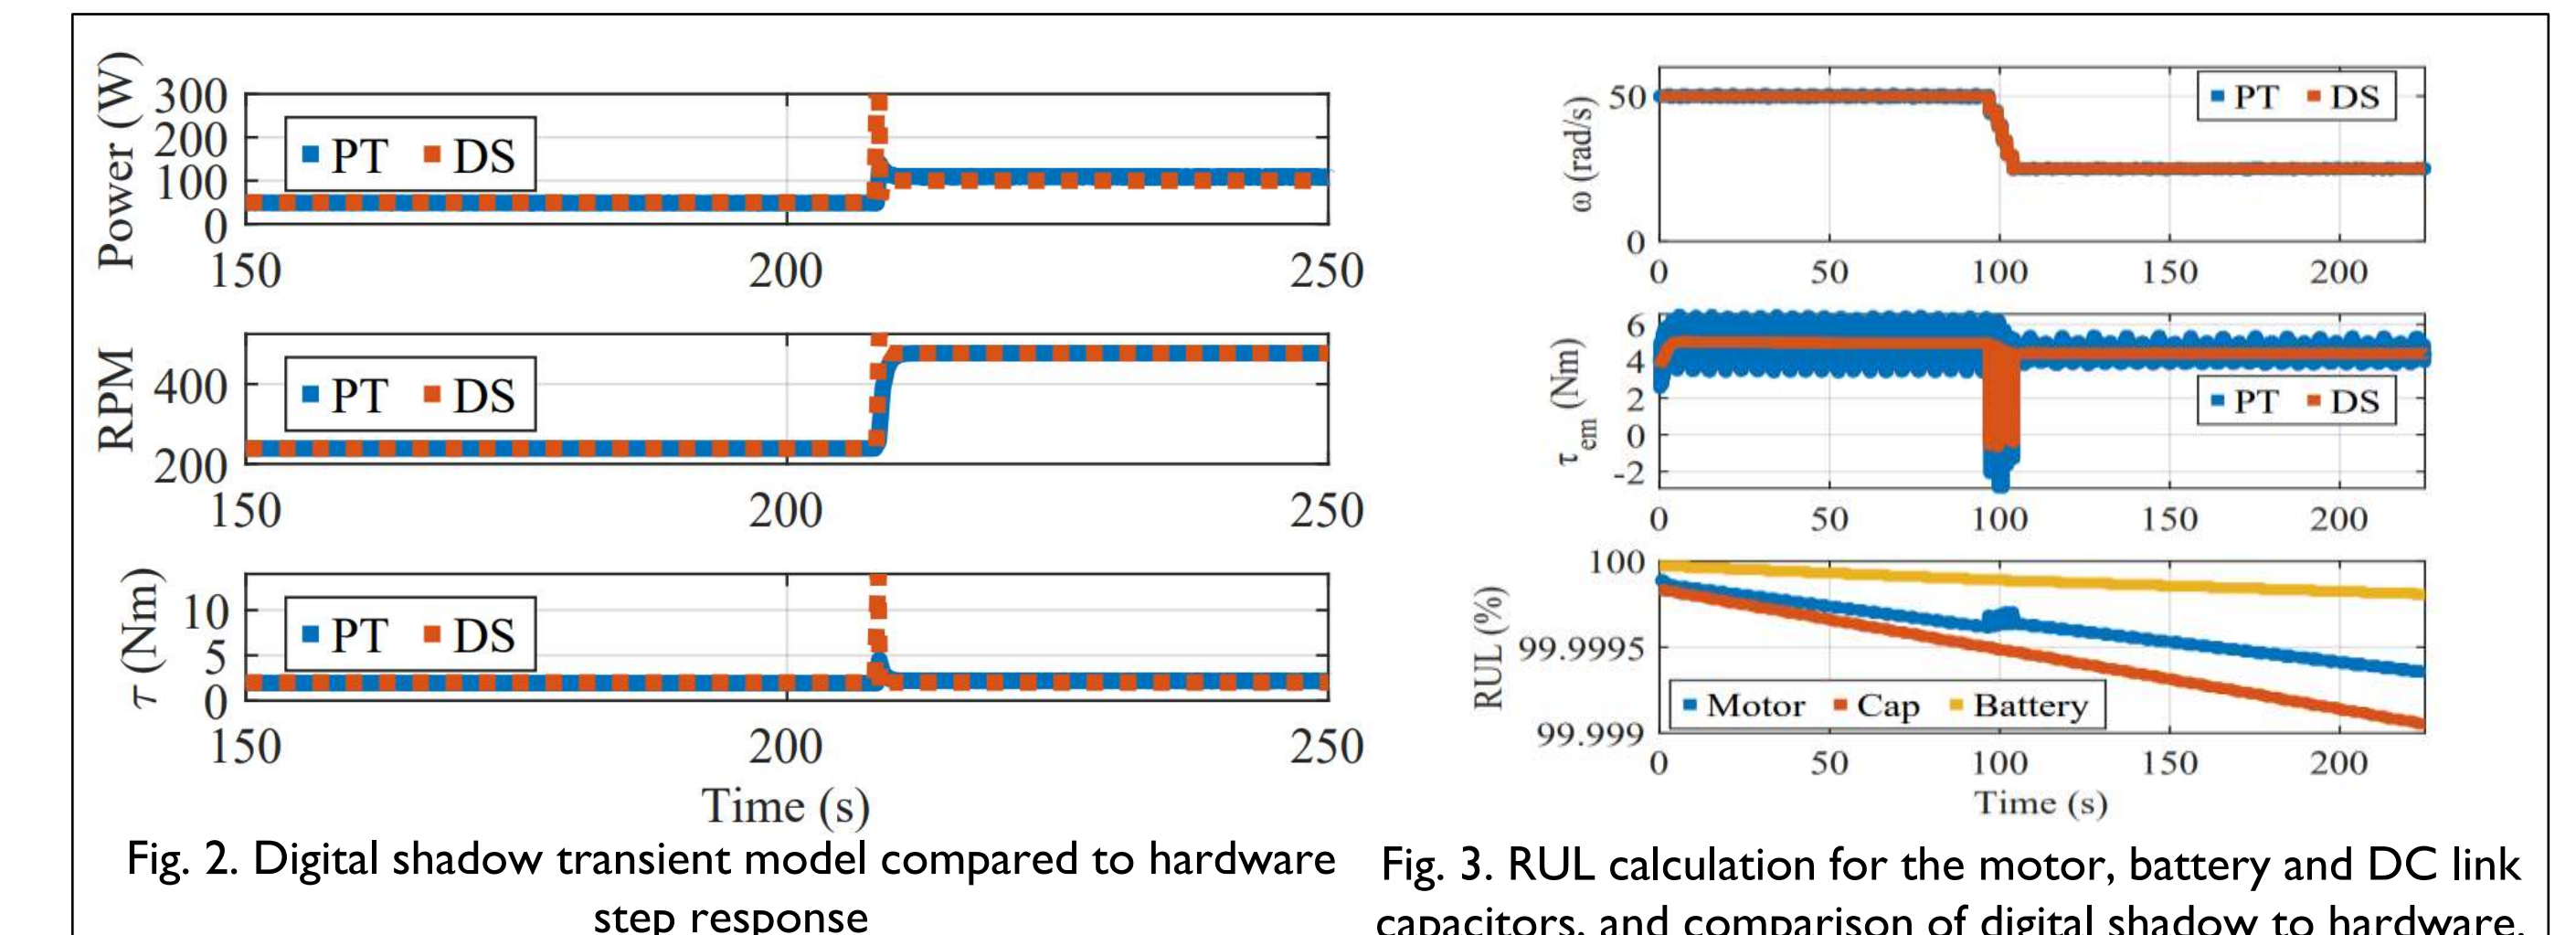 Power (W)
300
200
100
0
PT DS
150 200 250
RPM
400
200
PT DS
150 200 250
τ (Nm)
10
5
0
PT DS
150 200 250
Time (s)
Fig. 2. Digital shadow transient model compared to hardware
step response
ω (rad/s)
50
0
PT DS
0 50 100 150 200
τem (Nm)
6
4
2
0
-2
PT DS
0 50 100 150 200
RUL (%)
100
99.9995
99.999
Motor Cap Battery
0 50 100 150 200
Time (s)
Fig. 3. RUL calculation for the motor, battery and DC link
capacitors, and comparison of digital shadow to hardware.